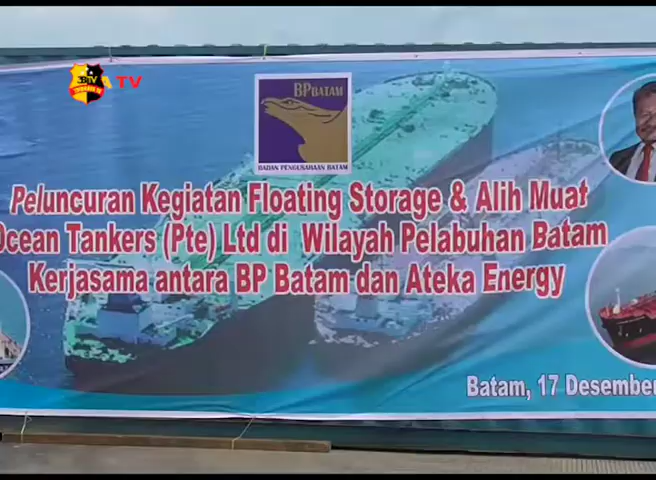 TV
BPBATAM
BADAN PENGUSAHAAN BATAM
Peluncuran Kegiatan Floating Storage & Alih Muat
Ocean Tankers (Pte) Ltd di Wilayah Pelabuhan Batam
Kerjasama antara BP Batam dan Ateka Energy
Batam, 17 Desember